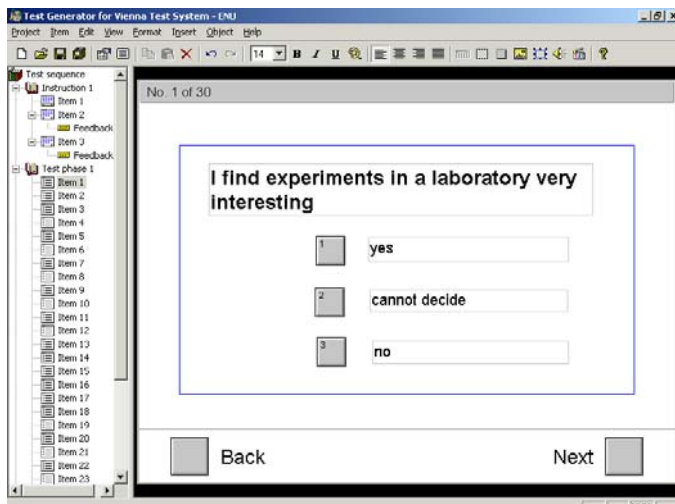 Test Generator for Vienna Test System - ENU
Project Item Edit View Format Insert Object Help
14 B I U
Test sequence
Instruction 1
Item 1
Item 2
Feedback
Item 3
Feedback
Test phase 1
Item 1
Item 2
Item 3
Item 4
Item 5
Item 6
Item 7
Item 8
Item 9
Item 10
Item 11
Item 12
Item 13
Item 14
Item 15
Item 16
Item 17
Item 18
Item 19
Item 20
Item 21
Item 22
Item 23
No. 1 of 30
I find experiments in a laboratory very
interesting
1 yes
2 cannot decide
3 no
Back Next